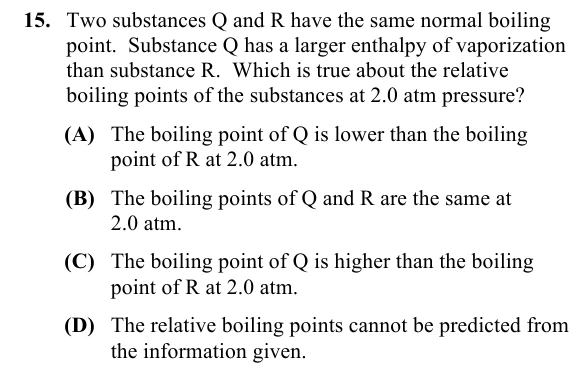 15. Two substances Q and R have the same normal boiling
point. Substance Q has a larger enthalpy of vaporization
than substance R. Which is true about the relative
boiling points of the substances at 2.0 atm pressure?
(A) The boiling point of Q is lower than the boiling
point of R at 2.0 atm.
(B) The boiling points of Q and R are the same at
2.0 atm.
(C) The boiling point of Q is higher than the boiling
point of R at 2.0 atm.
(D) The relative boiling points cannot be predicted from
the information given.